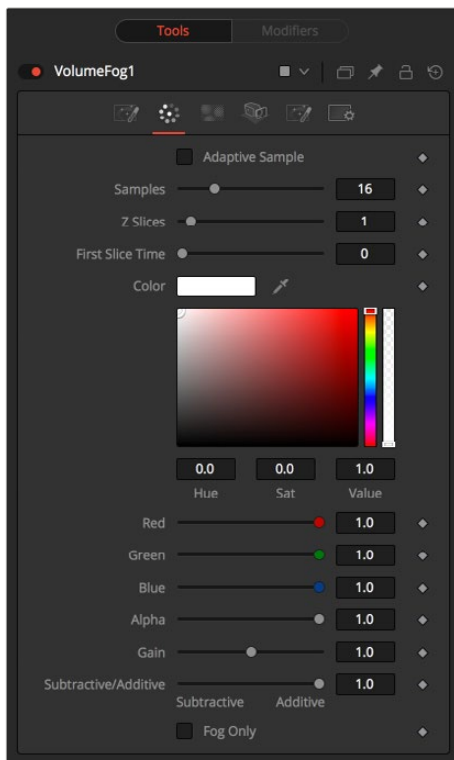 Tools Modifiers
VolumeFog1
Adaptive Sample
Samples 16
Z Slices 1
First Slice Time 0
Color
0.0 0.0 1.0
Hue Sat Value
Red 1.0
Green 1.0
Blue 1.0
Alpha 1.0
Gain 1.0
Subtractive/Additive 1.0
Subtractive Additive
Fog Only